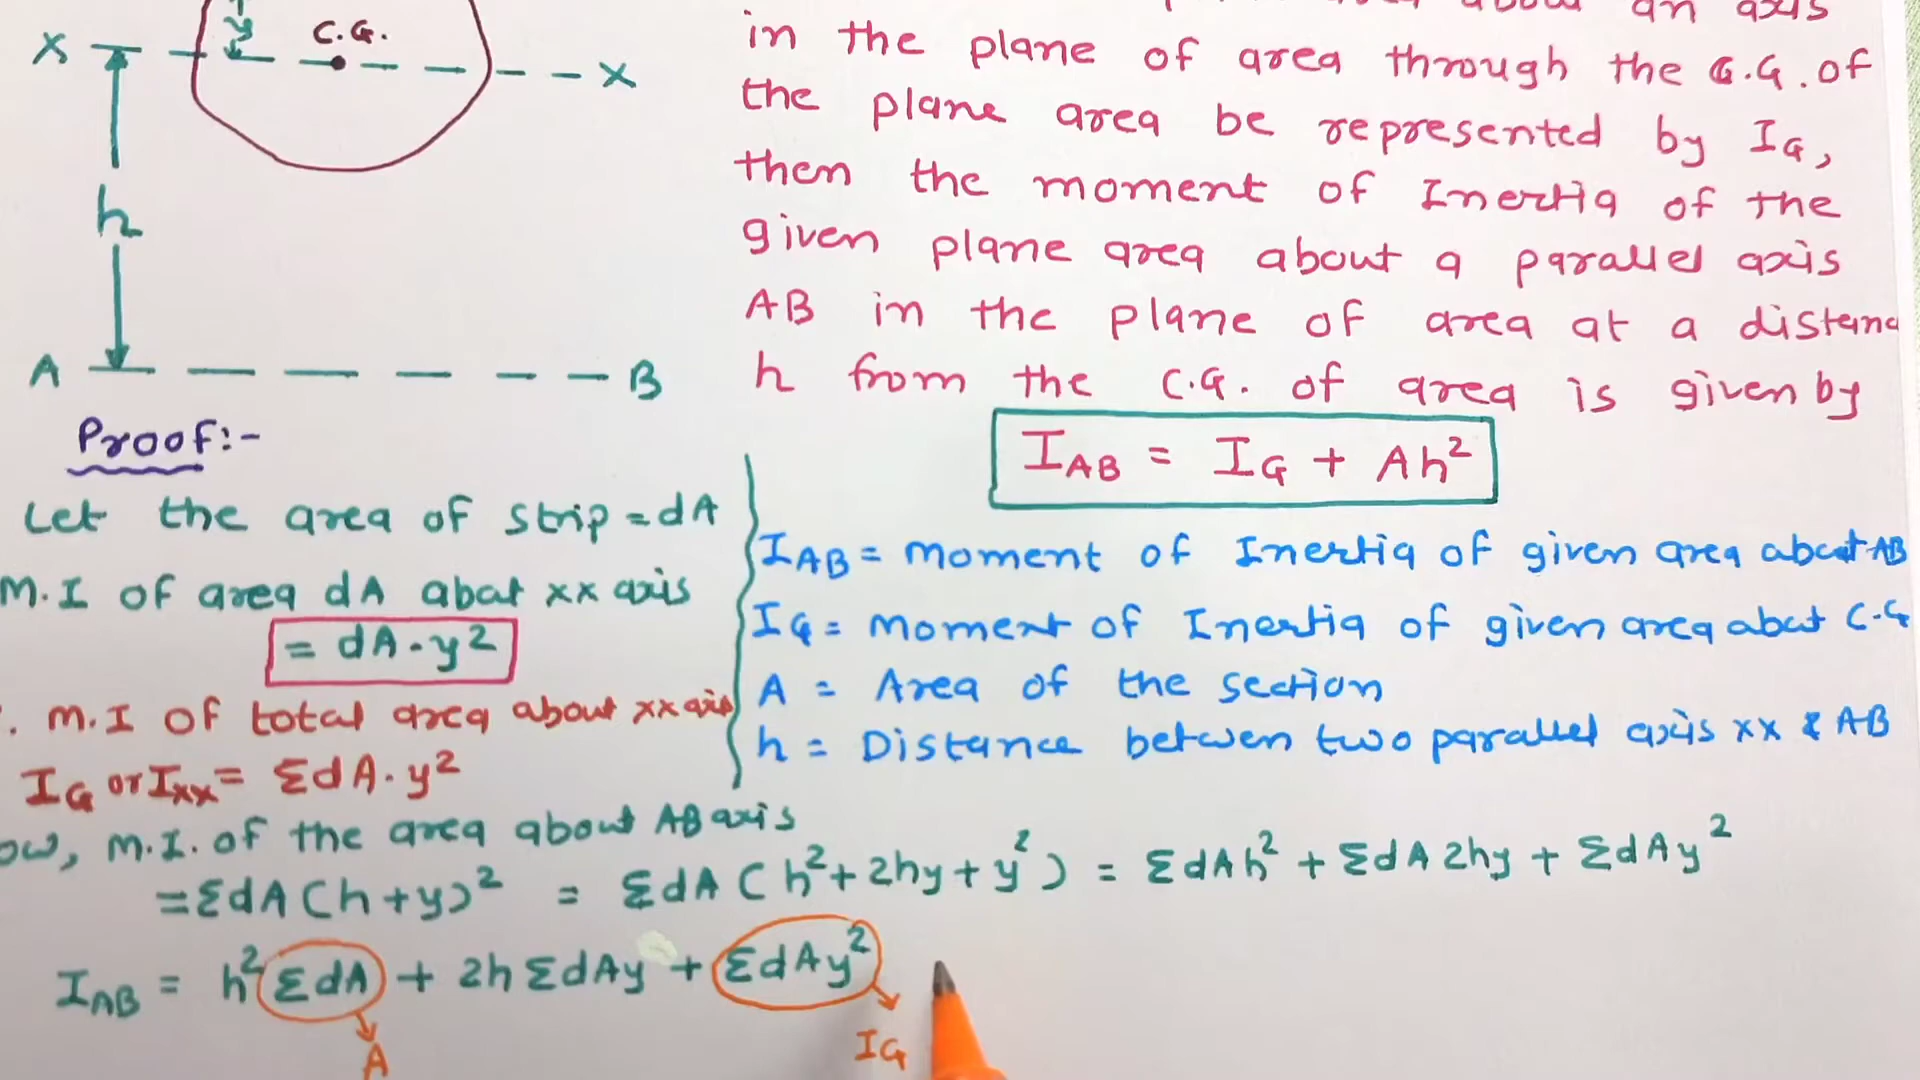 y
C.G.
X X
h
A B
an axis
in the plane of area through the C.G. of
the plane area be represented by IG,
then the moment of Inertia of the
given plane area about a parallel axis
AB in the plane of area at a distanc
h from the C.G. of area is given by
IAB = IG + Ah²
IAB = Moment of Inertia of given area about AB
IG = Moment of Inertia of given area about C.G
A = Area of the section
h = Distance betwen two parallel axis xx & AB
Proof:-
Let the area of strip = dA
M.I of area dA about xx axis
= dA·y²
. M.I of total area about xx axis
IG or Ixx = ΣdA·y²
ow, M.I. of the area about AB axis
= ΣdA(h+y)² = ΣdA(h²+2hy+y²) = ΣdAh² + ΣdA2hy + ΣdAy²
IAB = h²ΣdA + 2hΣdAy + ΣdAy²
A IG